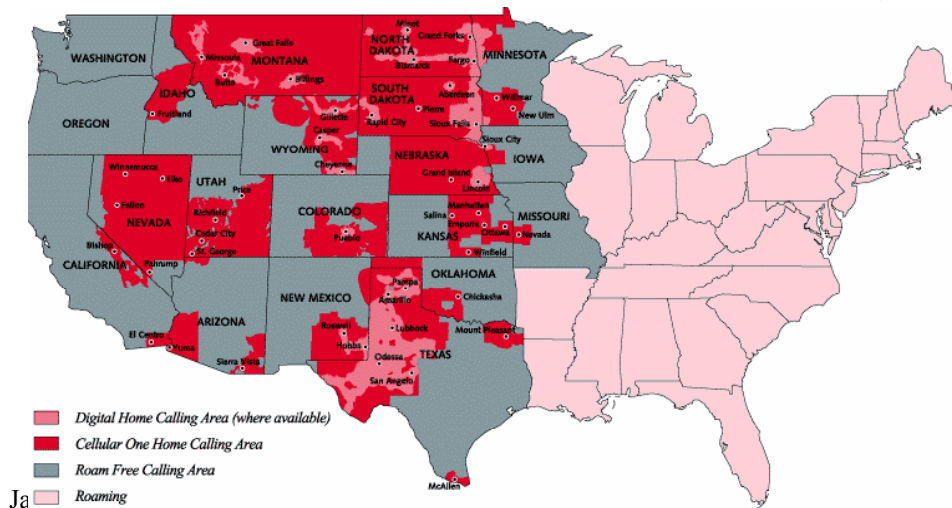 Minot
Grand Forks
NORTH
DAKOTA
MINNESOTA
WASHINGTON
Great Falls
Missoula
MONTANA
Bismarck
Fargo
Butte
Billings
IDAHO
Aberdeen
SOUTH
DAKOTA
Willmar
Fruitland
Gillette
Pierre
New Ulm
OREGON
Rapid City
Sioux Falls
Casper
WYOMING
Sioux City
Cheyenne
NEBRASKA
IOWA
Winnemucca
Elko
UTAH
Grand Island
Price
Lincoln
Fallon
NEVADA
Richfield
COLORADO
Manhattan
Salina
MISSOURI
Cedar City
Pueblo
Emporia
Ottawa
Nevada
Bishop
St. George
KANSAS
CALIFORNIA
Winfield
Pahrump
OKLAHOMA
Pampa
NEW MEXICO
Amarillo
Chickasha
ARIZONA
El Centro
Roswell
Lubbock
Mount Pleasant
Yuma
Hobbs
TEXAS
Sierra Vista
Odessa
San Angelo
Digital Home Calling Area (where available)
Cellular One Home Calling Area
Roam Free Calling Area
McAllen
Roaming